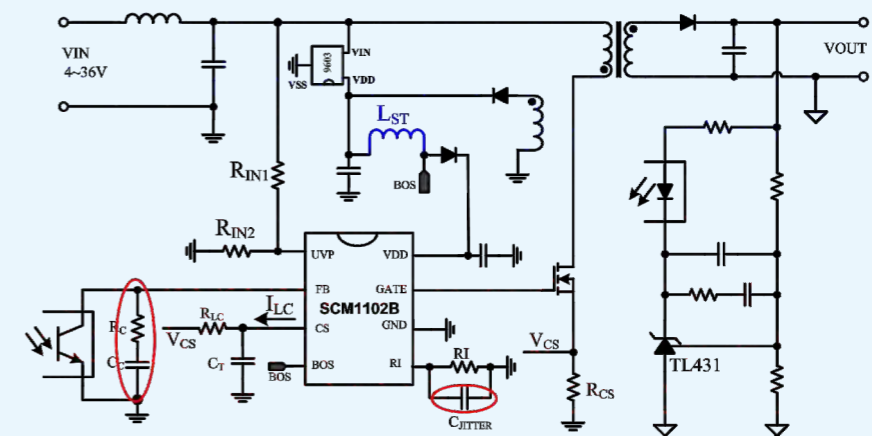 VIN
4~36V
9603
VIN
VSS
VDD
VOUT
LST
RIN1
BOS
RIN2
UVP
VDD
FB
GATE
SCM1102B
ILC
RLC
RC
VCS
CS
GND
VCS
CC
CT
BOS
BOS
RI
RI
RCS
TL431
CJITTER